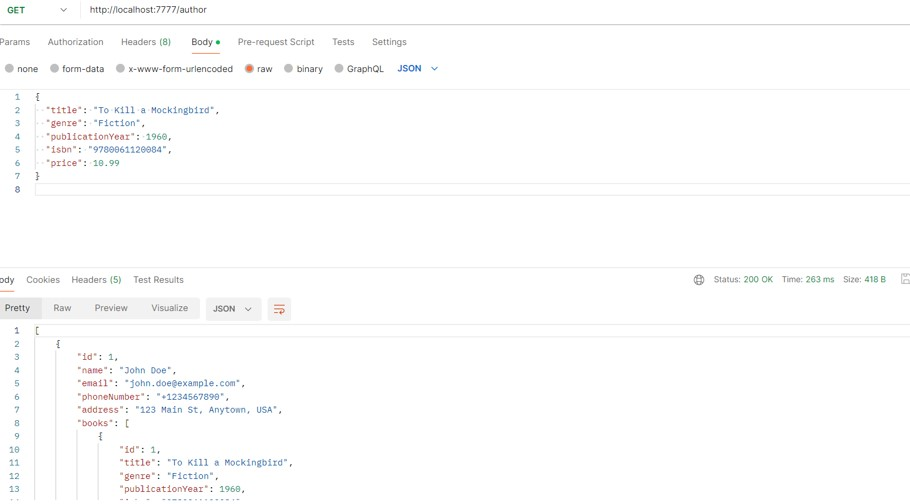 GET http://localhost:7777/author
Params Authorization Headers (8) Body Pre-request Script Tests Settings
none form-data x-www-form-urlencoded raw binary GraphQL JSON
1 {
2 "title": "To Kill a Mockingbird",
3 "genre": "Fiction",
4 "publicationYear": 1960,
5 "isbn": "9780061120084",
6 "price": 10.99
7 }
8
ody Cookies Headers (5) Test Results Status: 200 OK Time: 263 ms Size: 418 B
Pretty Raw Preview Visualize JSON
1 [
2 {
3 "id": 1,
4 "name": "John Doe",
5 "email": "john.doe@example.com",
6 "phoneNumber": "+1234567890",
7 "address": "123 Main St, Anytown, USA",
8 "books": [
9 {
10 "id": 1,
11 "title": "To Kill a Mockingbird",
12 "genre": "Fiction",
13 "publicationYear": 1960,